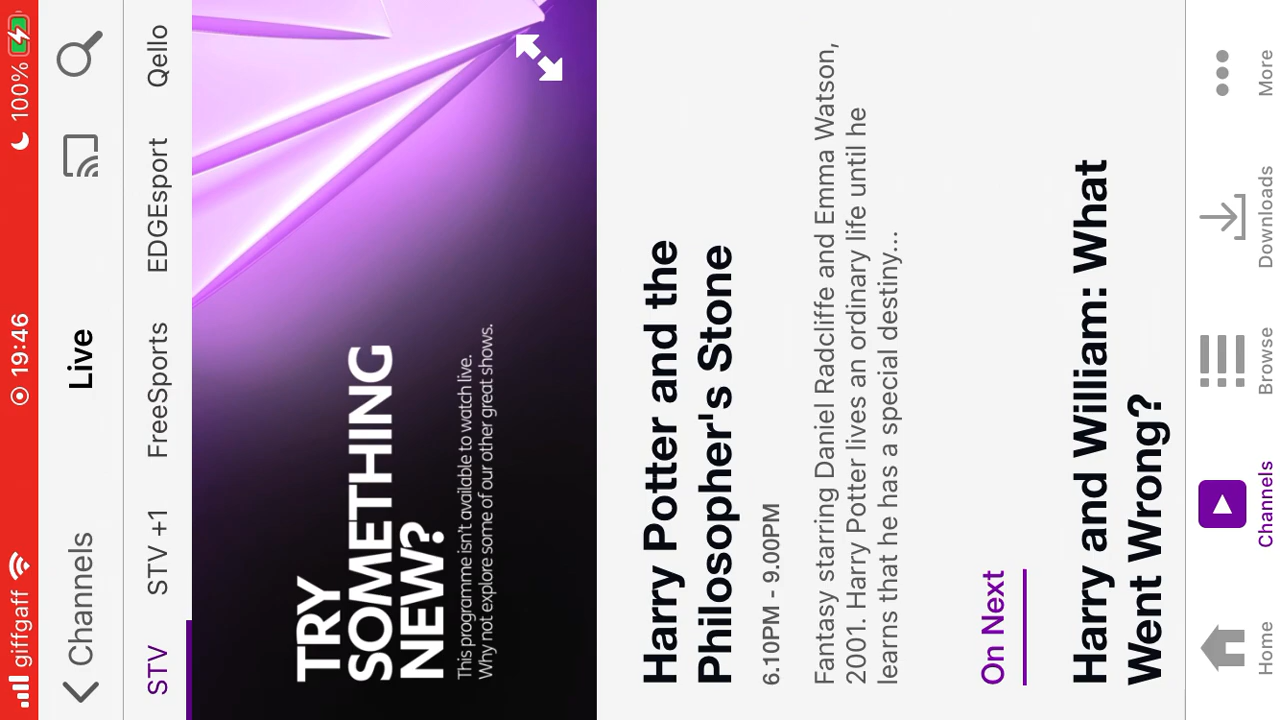 giffgaff 19:46 100%
Channels Live
STV STV +1 FreeSports EDGEsport Qello
TRY
SOMETHING
NEW?
This programme isn't available to watch live.
Why not explore some of our other great shows.
Harry Potter and the
Philosopher's Stone
6.10PM - 9.00PM
Fantasy starring Daniel Radcliffe and Emma Watson,
2001. Harry Potter lives an ordinary life until he
learns that he has a special destiny...
On Next
Harry and William: What
Went Wrong?
Home Channels Browse Downloads More